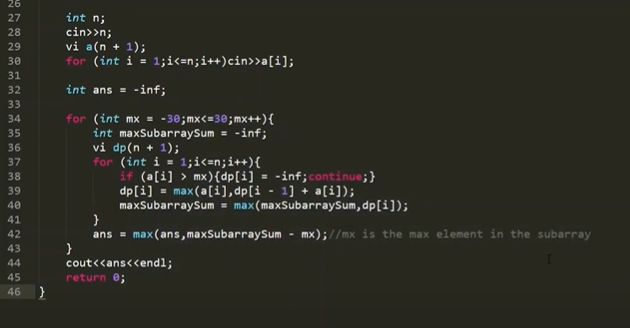 26
27 int n;
28 cin>>n;
29 vi a(n + 1);
30 for (int i = 1;i<=n;i++)cin>>a[i];
31
32 int ans = -inf;
33
34 for (int mx = -30;mx<=30;mx++){
35 int maxSubarraySum = -inf;
36 vi dp(n + 1);
37 for (int i = 1;i<=n;i++){
38 if (a[i] > mx){dp[i] = -inf;continue;}
39 dp[i] = max(a[i],dp[i - 1] + a[i]);
40 maxSubarraySum = max(maxSubarraySum,dp[i]);
41 }
42 ans = max(ans,maxSubarraySum - mx);//mx is the max element in the subarray
43 }
44 cout<<ans<<endl;
45 return 0;
46 }